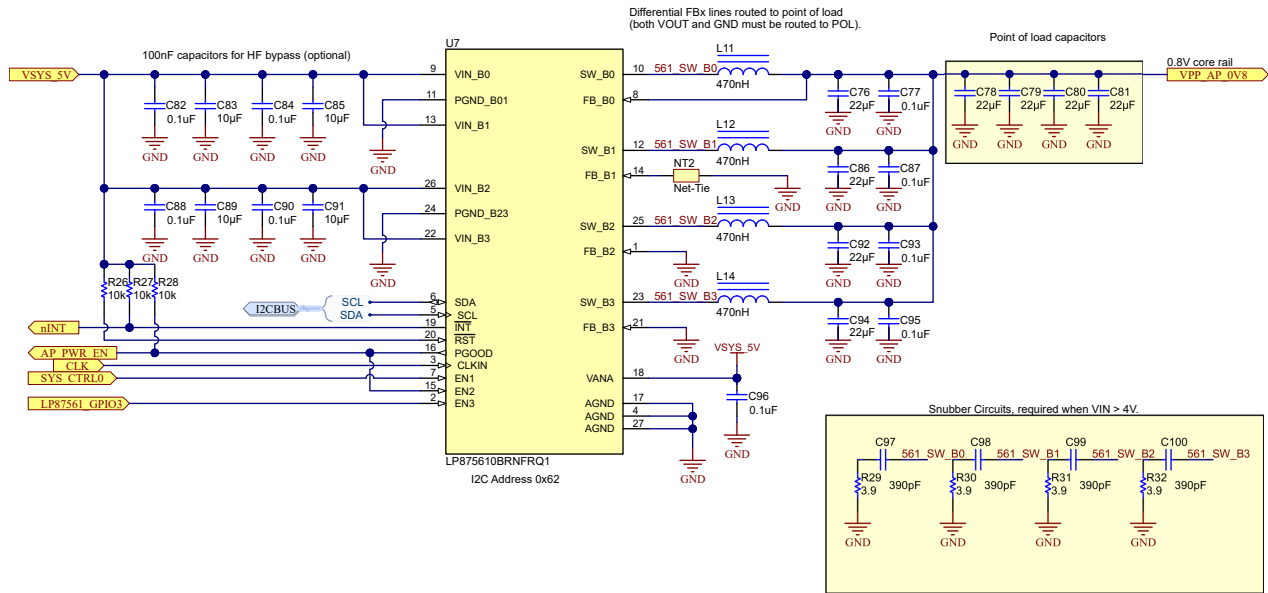 Differential FBx lines routed to point of load
(both VOUT and GND must be routed to POL).
U7
L11
Point of load capacitors
100nF capacitors for HF bypass (optional)
0.8V core rail
VSYS_5V
9
VIN_B0
SW_B0
10
561_SW_B0
470nH
VPP_AP_0V8
C82
0.1uF
C83
10µF
C84
0.1uF
C85
10µF
11
PGND_B01
FB_B0
8
C76
22µF
C77
0.1uF
C78
22µF
C79
22µF
C80
22µF
C81
22µF
13
VIN_B1
GND
GND
GND
GND
GND
GND
GND
GND
GND
GND
GND
L12
SW_B1
12
561_SW_B1
470nH
FB_B1
14
NT2
Net-Tie
GND
C86
22µF
C87
0.1uF
GND
GND
26
VIN_B2
C88
0.1uF
C89
10µF
C90
0.1uF
C91
10µF
24
PGND_B23
22
VIN_B3
GND
GND
GND
GND
GND
L13
SW_B2
25
561_SW_B2
470nH
FB_B2
1
GND
C92
22µF
C93
0.1uF
GND
GND
R26
10k
R27
10k
R28
10k
L14
SW_B3
23
561_SW_B3
470nH
FB_B3
21
GND
C94
22µF
C95
0.1uF
GND
GND
I2CBUS
SCL
SDA
6
SDA
5
SCL
nINT
19
INT
20
RST
AP_PWR_EN
16
PGOOD
CLK
3
CLKIN
SYS_CTRL0
7
EN1
15
EN2
LP87561_GPIO3
2
EN3
VSYS_5V
VANA
18
C96
0.1uF
GND
AGND
17
AGND
4
AGND
27
GND
LP875610BRNFRQ1
I2C Address 0x62
Snubber Circuits, required when VIN > 4V.
C97
561_SW_B0
C98
561_SW_B1
C99
561_SW_B2
C100
561_SW_B3
R29
3.9
390pF
R30
3.9
390pF
R31
3.9
390pF
R32
3.9
390pF
GND
GND
GND
GND